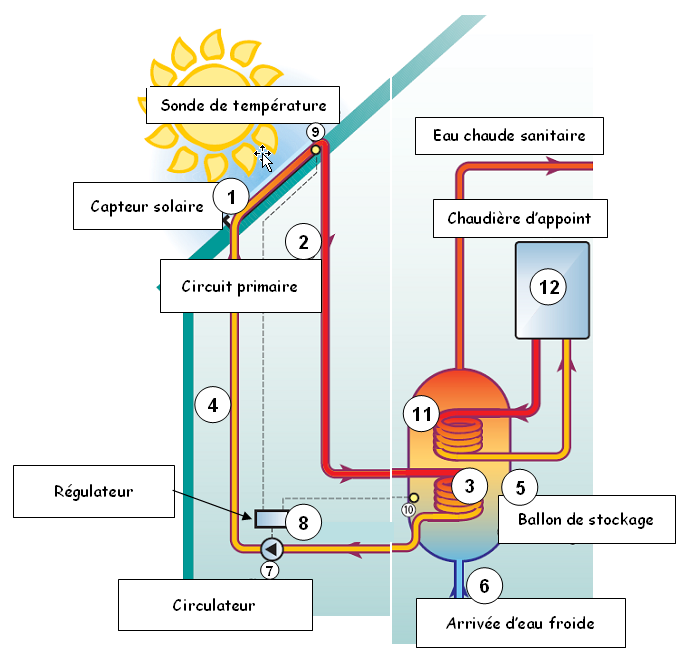 Sonde de température
9
Eau chaude sanitaire
1
Capteur solaire
Chaudière d'appoint
2
Circuit primaire
12
4
11
Régulateur
3
5
10
8
Ballon de stockage
7
6
Circulateur
Arrivée d'eau froide